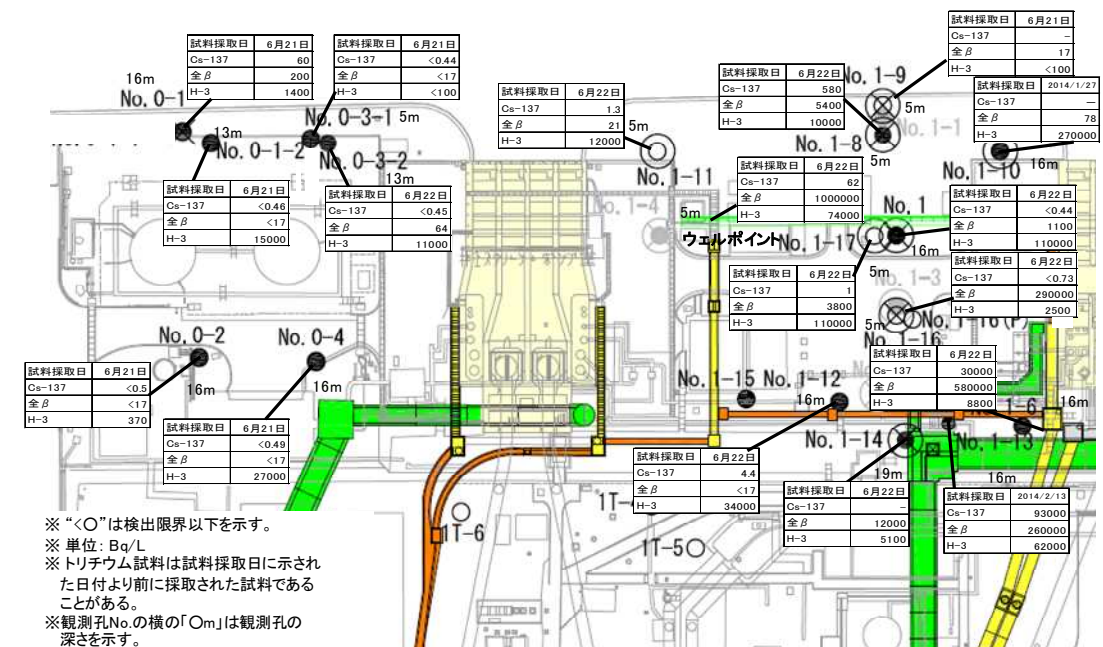 試料採取日 6月21日
Cs-137 60
全β 200
H-3 1400
試料採取日 6月21日
Cs-137 <0.44
全β <17
H-3 <100
試料採取日 6月21日
Cs-137 -
全β 17
H-3 <100
試料採取日 6月22日
Cs-137 1.3
全β 21
H-3 12000
試料採取日 6月22日
Cs-137 580
全β 5400
H-3 10000
試料採取日 2014/1/27
Cs-137 —
全β 78
H-3 270000
16m
No. 0-1
No. 0-3-1 5m
13m
No. 0-1-2
No. 0-3-2
13m
5m
No. 1-11
No. 1-9
5m
No. 1-1
No. 1-8
5m
16m
No. 1-10
試料採取日 6月21日
Cs-137 <0.46
全β <17
H-3 15000
試料採取日 6月22日
Cs-137 <0.45
全β 64
H-3 11000
試料採取日 6月22日
Cs-137 62
全β 1000000
H-3 74000
試料採取日 6月22日
Cs-137 <0.44
全β 1100
H-3 110000
1-4
5m
ウェルポイント
No. 1-17
No. 1
16m
5m
No. 1-3
試料採取日 6月22日
Cs-137 1
全β 3800
H-3 110000
試料採取日 6月22日
Cs-137 <0.73
全β 290000
H-3 2500
5m
No. 1-16(P)
No. 1-16
No. 0-2
No. 0-4
16m
16m
試料採取日 6月21日
Cs-137 <0.5
全β <17
H-3 370
試料採取日 6月21日
Cs-137 <0.49
全β <17
H-3 27000
試料採取日 6月22日
Cs-137 30000
全β 580000
H-3 8800
No. 1-15
No. 1-12
16m
1-6
16m
No. 1-14
19m
No. 1-13
16m
試料採取日 6月22日
Cs-137 4.4
全β <17
H-3 34000
試料採取日 6月22日
Cs-137 -
全β 12000
H-3 5100
試料採取日 2014/2/13
Cs-137 93000
全β 260000
H-3 62000
1T-6
1T-4
1T-5
※ “<○”は検出限界以下を示す。
※ 単位: Bq/L
※ トリチウム試料は試料採取日に示され
た日付より前に採取された試料である
ことがある。
※観測孔No.の横の「○m」は観測孔の
深さを示す。